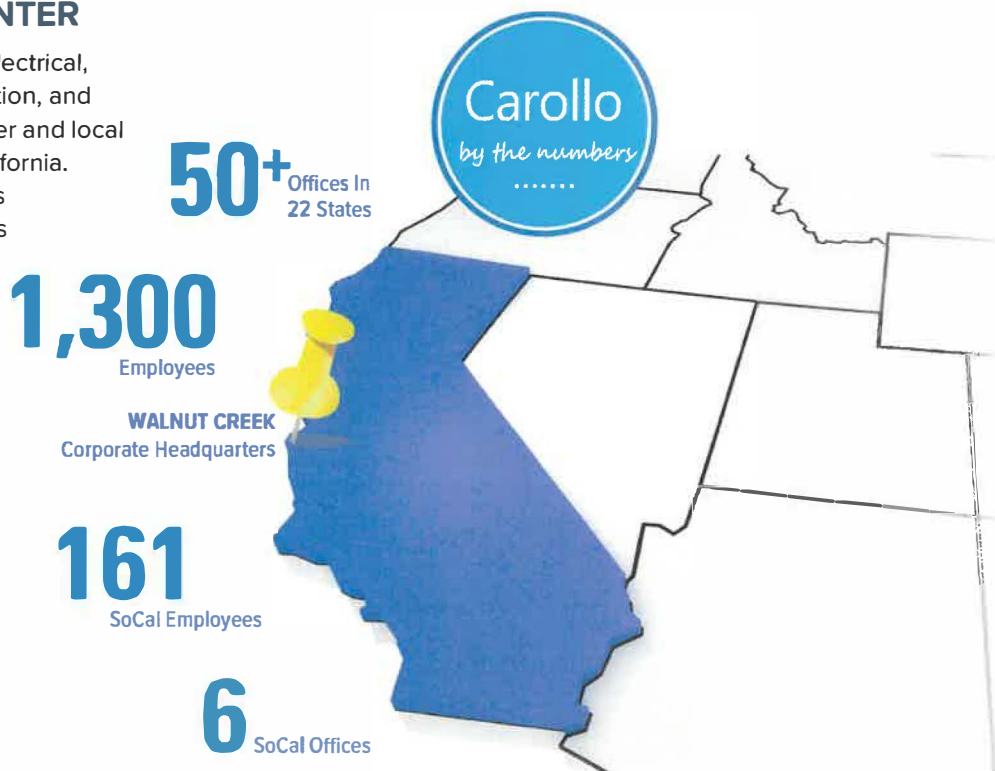 NTER
lectrical,
tion, and
er and local
fornia.
s
s
Carollo
by the numbers
50+
Offices In
22 States
1,300
Employees
WALNUT CREEK
Corporate Headquarters
161
SoCal Employees
6
SoCal Offices